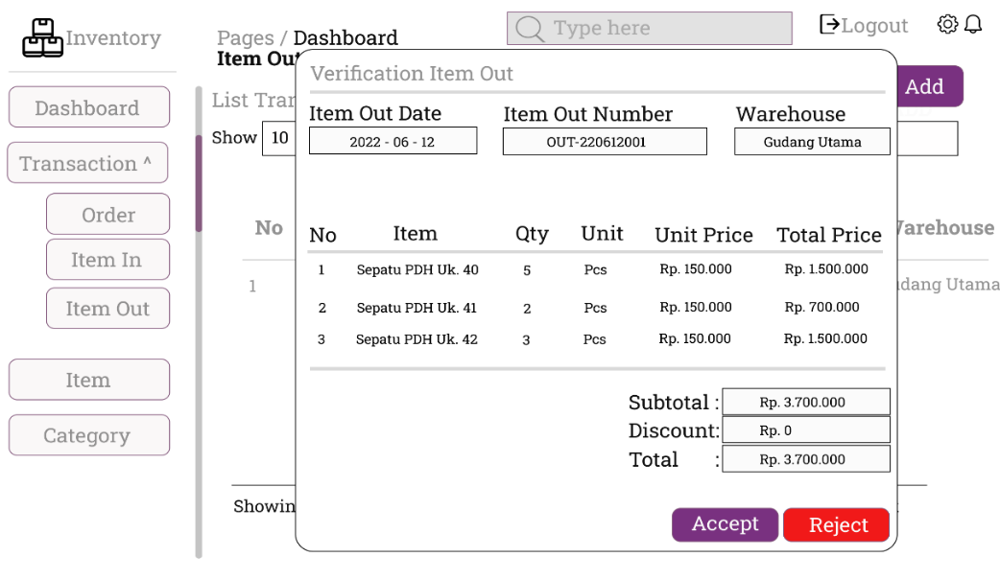 Inventory
Pages / Dashboard
Type here
Logout
Item Out
Verification Item Out
Add
Dashboard
List Tran
Item Out Date
Item Out Number
Warehouse
Show
10
2022 - 06 - 12
OUT-220612001
Gudang Utama
Transaction ^
Order
Item In
Item Out
Item
Category
No
No Item Qty Unit Unit Price Total Price
Warehouse
1
1 Sepatu PDH Uk. 40 5 Pcs Rp. 150.000 Rp. 1.500.000
Gudang Utama
2 Sepatu PDH Uk. 41 2 Pcs Rp. 150.000 Rp. 700.000
3 Sepatu PDH Uk. 42 3 Pcs Rp. 150.000 Rp. 1.500.000
Subtotal : Rp. 3.700.000
Discount: Rp. 0
Total : Rp. 3.700.000
Showin
Accept
Reject